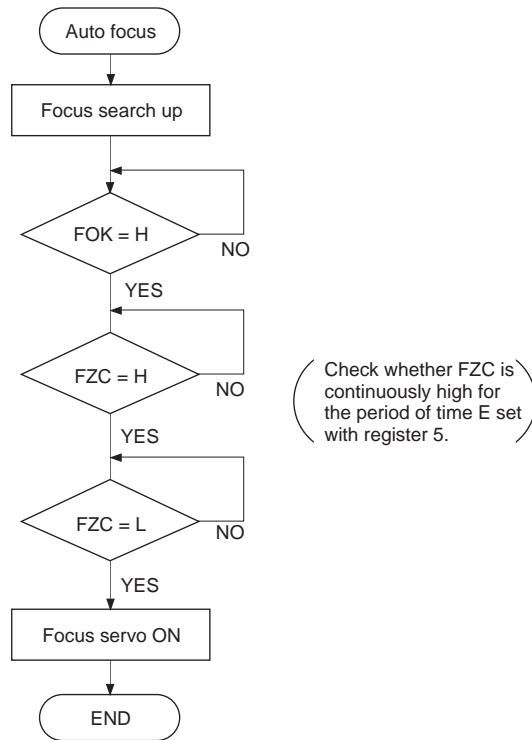 Auto focus
Focus search up
FOK = H
NO
YES
FZC = H
NO
YES
Check whether FZC is
continuously high for
the period of time E set
with register 5.
FZC = L
NO
YES
Focus servo ON
END